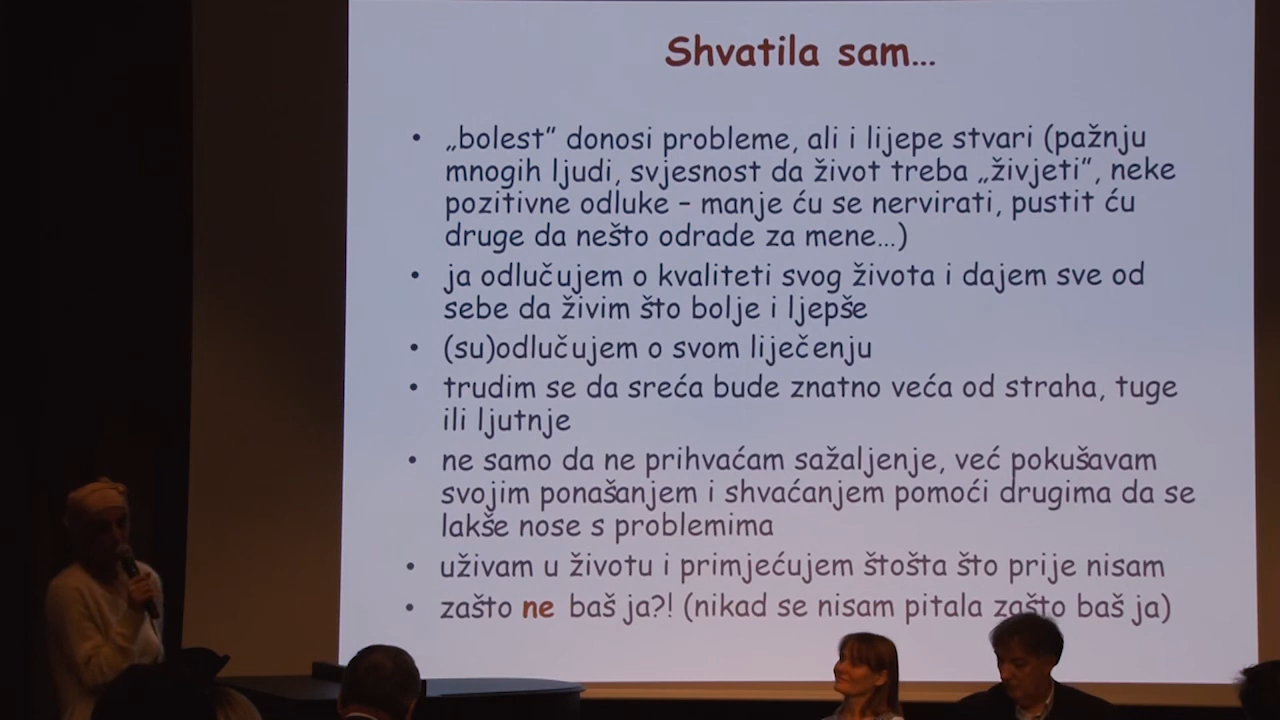 Shvatila sam...
• „bolest” donosi probleme, ali i lijepe stvari (pažnju
mnogih ljudi, svjesnost da život treba „živjeti”, neke
pozitivne odluke – manje ću se nervirati, pustit ću
druge da nešto odrade za mene...)
• ja odlučujem o kvaliteti svog života i dajem sve od
sebe da živim što bolje i ljepše
• (su)odlučujem o svom liječenju
• trudim se da sreća bude znatno veća od straha, tuge
ili ljutnje
• ne samo da ne prihvaćam sažaljenje, već pokušavam
svojim ponašanjem i shvaćanjem pomoći drugima da se
lakše nose s problemima
• uživam u životu i primjećujem štošta što prije nisam
• zašto ne baš ja?! (nikad se nisam pitala zašto baš ja)